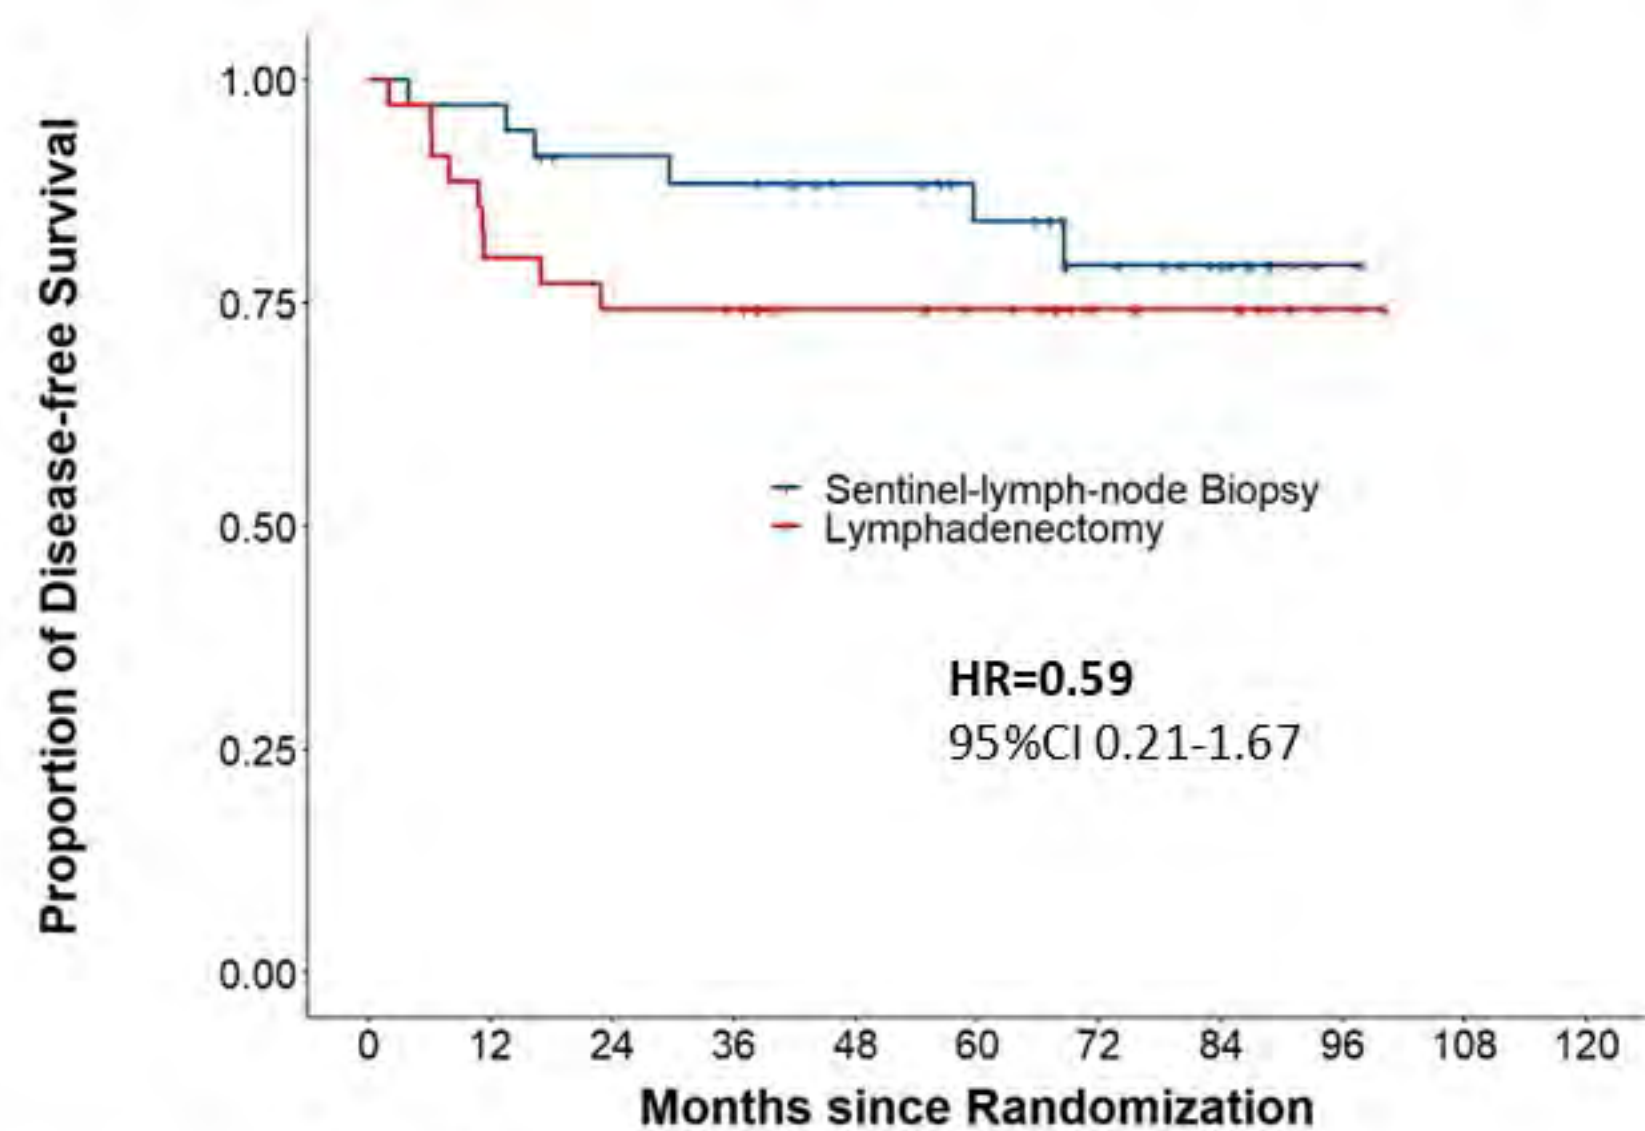 Proportion of Disease-free Survival
1.00
0.75
0.50
0.25
0.00
Sentinel-lymph-node Biopsy
Lymphadenectomy
HR=0.59
95%CI 0.21-1.67
0 12 24 36 48 60 72 84 96 108 120
Months since Randomization